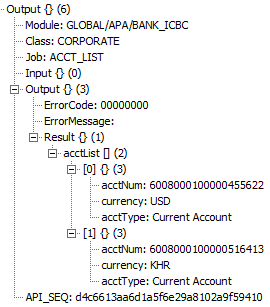 Output {} (6)
Module: GLOBAL/APA/BANK_ICBC
Class: CORPORATE
Job: ACCT_LIST
Input {} (0)
Output {} (3)
ErrorCode: 00000000
ErrorMessage:
Result {} (1)
acctList [] (2)
[0] {} (3)
acctNum: 6008000100000455622
currency: USD
acctType: Current Account
[1] {} (3)
acctNum: 6008000100000516413
currency: KHR
acctType: Current Account
API_SEQ: d4c6613aa6d1a5f6e29a8102a9f59410